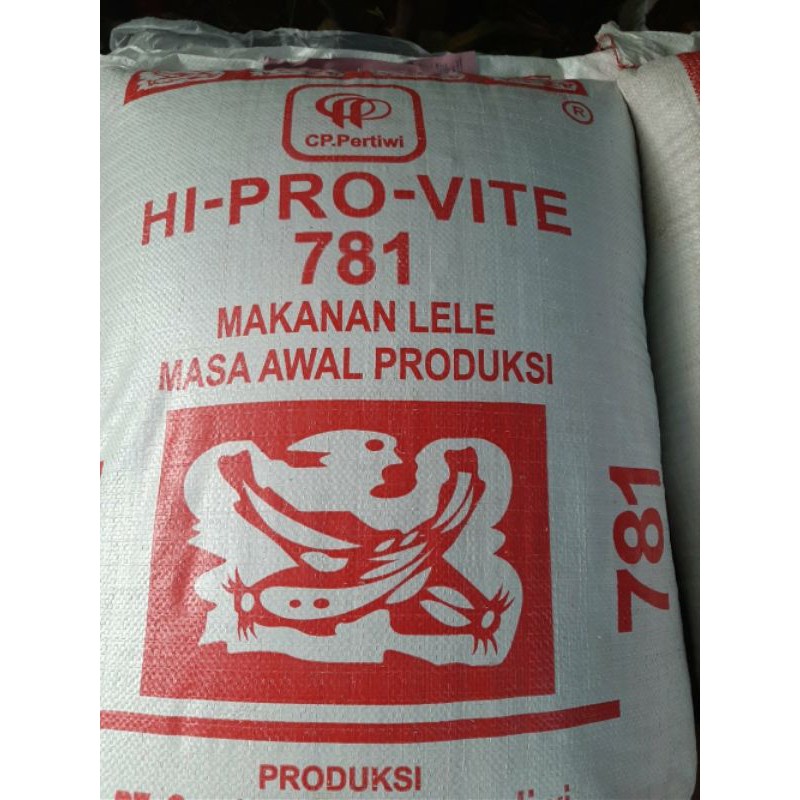 CP.Pertiwi
®
HI-PRO-VITE
781
MAKANAN LELE
MASA AWAL PRODUKSI
781
PRODUKSI